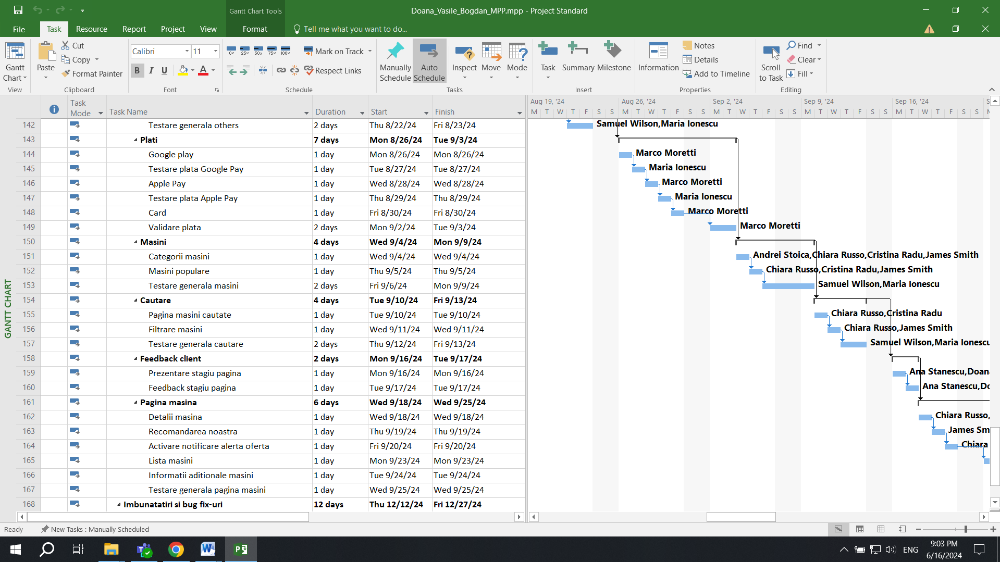 Gantt Chart Tools
Doana_Vasile_Bogdan_MPP.mpp - Project Standard
File Task Resource Report Project View Format Tell me what you want to do...
Gantt Chart
View
Paste
Cut
Copy
Format Painter
Clipboard
Calibri 11
B I U A
Font
0% 25% 50% 75% 100%
Mark on Track
Respect Links
Schedule
Manually Schedule
Auto Schedule
Inspect
Move
Mode
Tasks
Task
Summary
Milestone
Insert
Information
Notes
Details
Add to Timeline
Properties
Scroll to Task
Find
Clear
Fill
Editing
GANTT CHART
Task Mode Task Name Duration Start Finish
142 Testare generala others 2 days Thu 8/22/24 Fri 8/23/24
143 Plati 7 days Mon 8/26/24 Tue 9/3/24
144 Google play 1 day Mon 8/26/24 Mon 8/26/24
145 Testare plata Google Pay 1 day Tue 8/27/24 Tue 8/27/24
146 Apple Pay 1 day Wed 8/28/24 Wed 8/28/24
147 Testare plata Apple Pay 1 day Thu 8/29/24 Thu 8/29/24
148 Card 1 day Fri 8/30/24 Fri 8/30/24
149 Validare plata 2 days Mon 9/2/24 Tue 9/3/24
150 Masini 4 days Wed 9/4/24 Mon 9/9/24
151 Categorii masini 1 day Wed 9/4/24 Wed 9/4/24
152 Masini populare 1 day Thu 9/5/24 Thu 9/5/24
153 Testare generala masini 2 days Fri 9/6/24 Mon 9/9/24
154 Cautare 4 days Tue 9/10/24 Fri 9/13/24
155 Pagina masini cautate 1 day Tue 9/10/24 Tue 9/10/24
156 Filtrare masini 1 day Wed 9/11/24 Wed 9/11/24
157 Testare generala cautare 2 days Thu 9/12/24 Fri 9/13/24
158 Feedback client 2 days Mon 9/16/24 Tue 9/17/24
159 Prezentare stagiu pagina 1 day Mon 9/16/24 Mon 9/16/24
160 Feedback stagiu pagina 1 day Tue 9/17/24 Tue 9/17/24
161 Pagina masina 6 days Wed 9/18/24 Wed 9/25/24
162 Detalii masina 1 day Wed 9/18/24 Wed 9/18/24
163 Recomandarea noastra 1 day Thu 9/19/24 Thu 9/19/24
164 Activare notificare alerta oferta 1 day Fri 9/20/24 Fri 9/20/24
165 Lista masini 1 day Mon 9/23/24 Mon 9/23/24
166 Informatii aditionale masini 1 day Tue 9/24/24 Tue 9/24/24
167 Testare generala pagina masini 1 day Wed 9/25/24 Wed 9/25/24
168 Imbunatatiri si bug fix-uri 12 days Thu 12/12/24 Fri 12/27/24
Aug 19, '24 Aug 26, '24 Sep 2, '24 Sep 9, '24 Sep 16, '24 S
M T W T F S S M T W T F S S M T W T F S S M T W T F S S M T W T F S S M
Samuel Wilson,Maria Ionescu
Marco Moretti
Maria Ionescu
Marco Moretti
Maria Ionescu
Marco Moretti
Marco Moretti
Andrei Stoica,Chiara Russo,Cristina Radu,James Smith
Chiara Russo,Cristina Radu,James Smith
Samuel Wilson,Maria Ionescu
Chiara Russo,Cristina Radu
Chiara Russo,James Smith
Samuel Wilson,Maria Ionescu
Ana Stanescu,Doan
Ana Stanescu,Do
Chiara Russo,
James Sm
Chiara
Ready New Tasks : Manually Scheduled
ENG
9:03 PM
6/16/2024